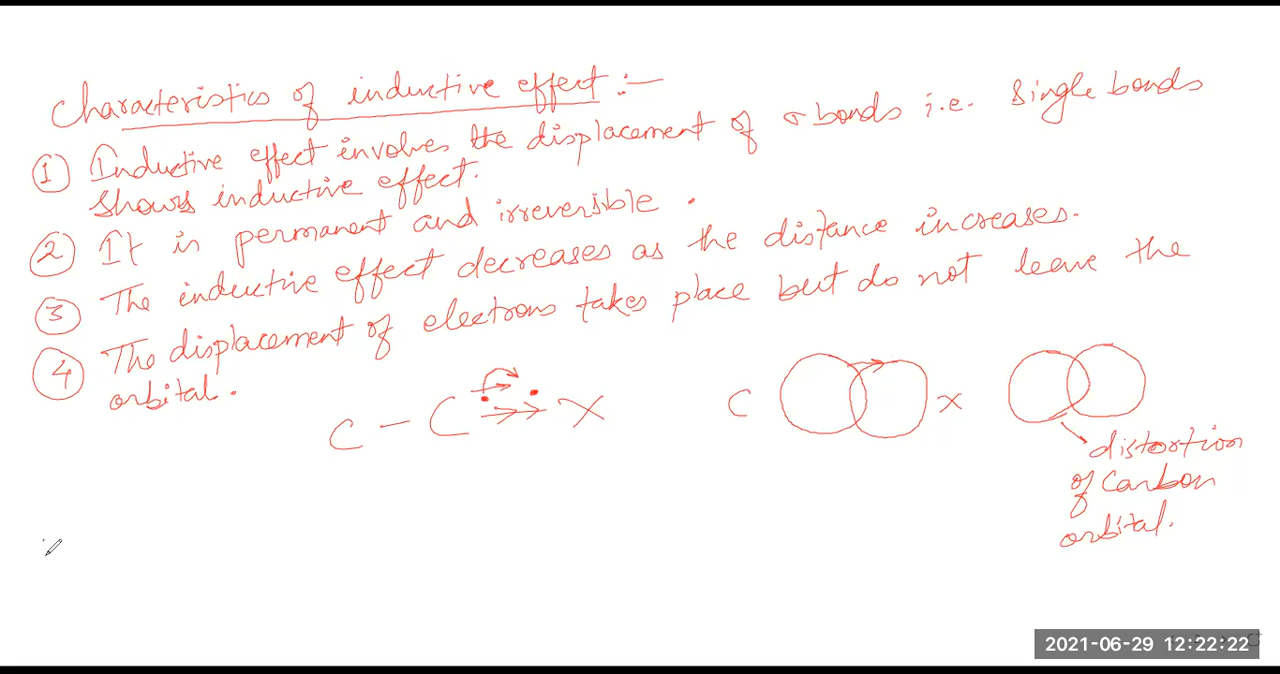 Characteristics of inductive effect :-
① Inductive effect involves the displacement of σ bonds i.e. single bonds
shows inductive effect.
② It is permanent and irreversible.
③ The inductive effect decreases as the distance increases.
④ The displacement of electrons takes place but do not leave the
orbital.
C - C →→ X
C X
distortion
of carbon
orbital.
2021-06-29 12:22:22